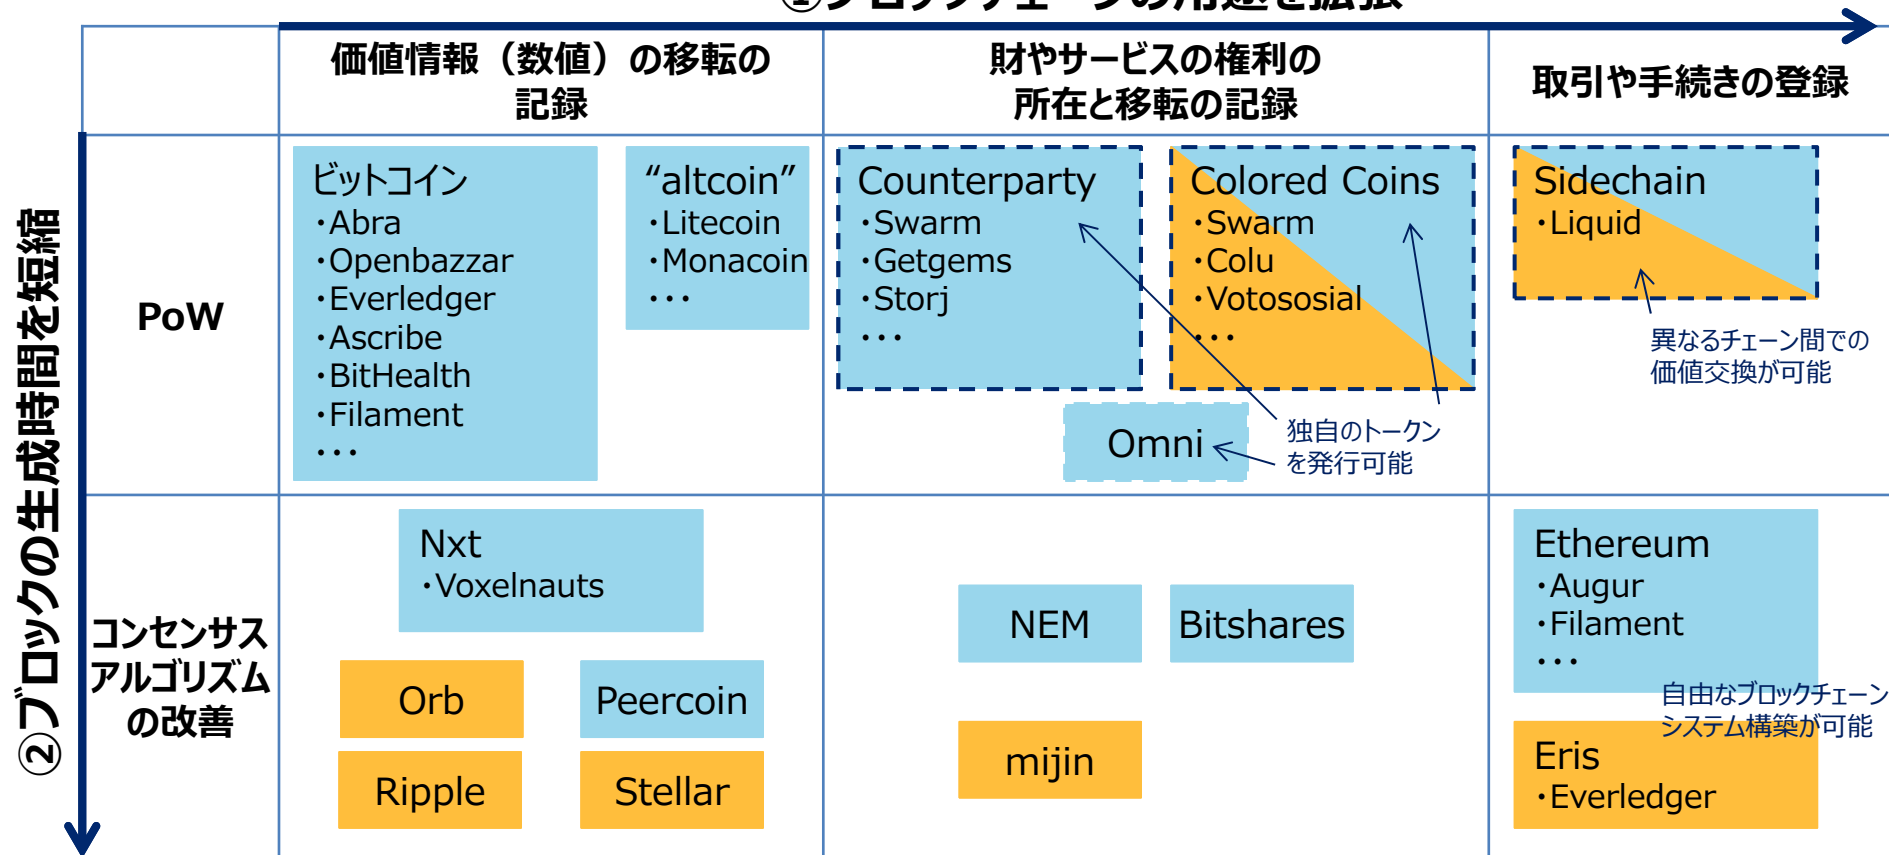 ①ブロックチェーンの用途を拡張
価値情報（数値）の移転の
記録
財やサービスの権利の
所在と移転の記録
取引や手続きの登録
②ブロックの生成時間を短縮
PoW
ビットコイン
・Abra
・Openbazzar
・Everledger
・Ascribe
・BitHealth
・Filament
・・・
“altcoin”
・Litecoin
・Monacoin
・・・
Counterparty
・Swarm
・Getgems
・Storj
・・・
Colored Coins
・Swarm
・Colu
・Votososial
・・・
Omni
独自のトークン
を発行可能
Sidechain
・Liquid
異なるチェーン間での
価値交換が可能
コンセンサス
アルゴリズム
の改善
Nxt
・Voxelnauts
Orb
Peercoin
Ripple
Stellar
NEM
Bitshares
mijin
Ethereum
・Augur
・Filament
・・・
自由なブロックチェーン
システム構築が可能
Eris
・Everledger